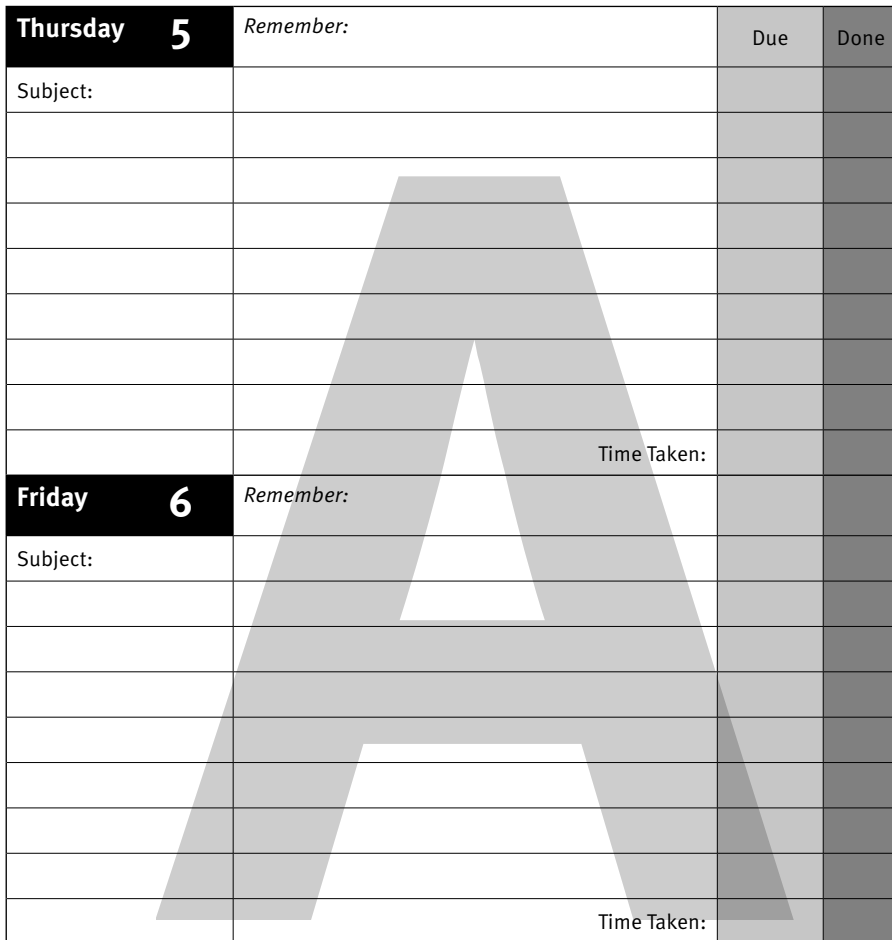 Thursday 5 Remember: Due Done
Subject:
Time Taken:
Friday 6 Remember:
Subject:
Time Taken:
A